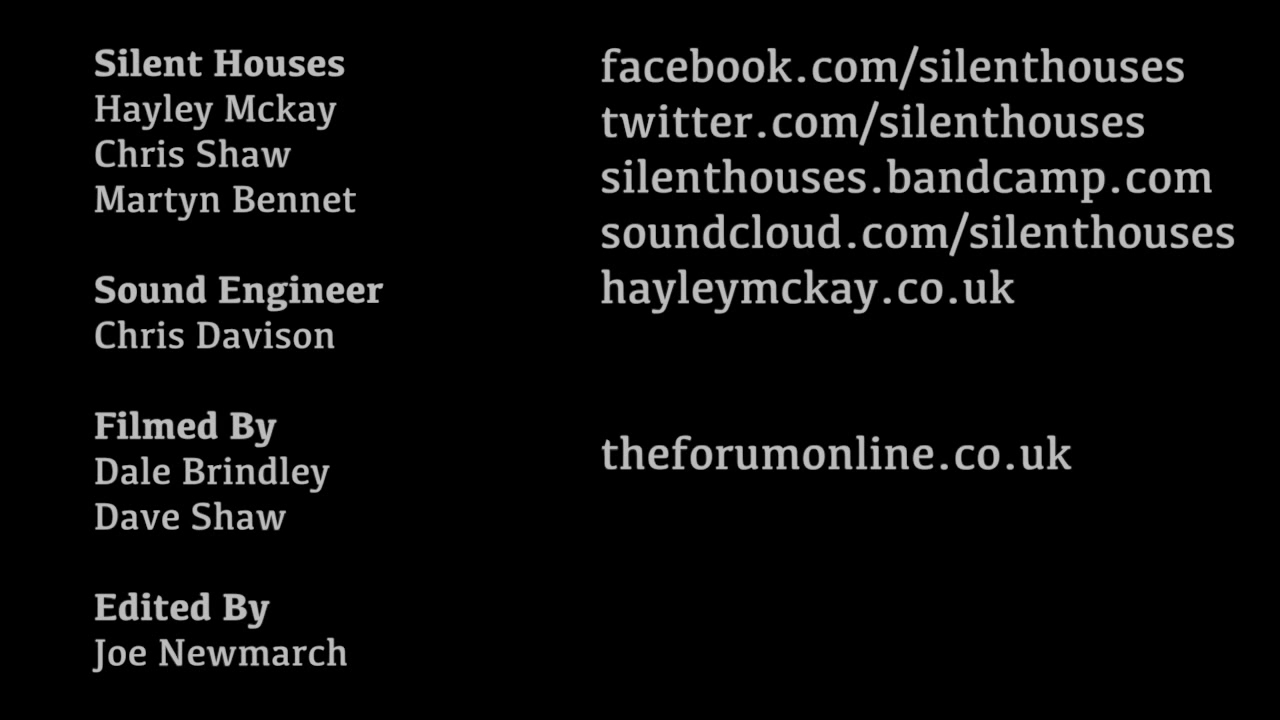 Silent Houses
Hayley Mckay
Chris Shaw
Martyn Bennet
Sound Engineer
Chris Davison
Filmed By
Dale Brindley
Dave Shaw
Edited By
Joe Newmarch
facebook.com/silenthouses
twitter.com/silenthouses
silenthouses.bandcamp.com
soundcloud.com/silenthouses
hayleymckay.co.uk
theforumonline.co.uk